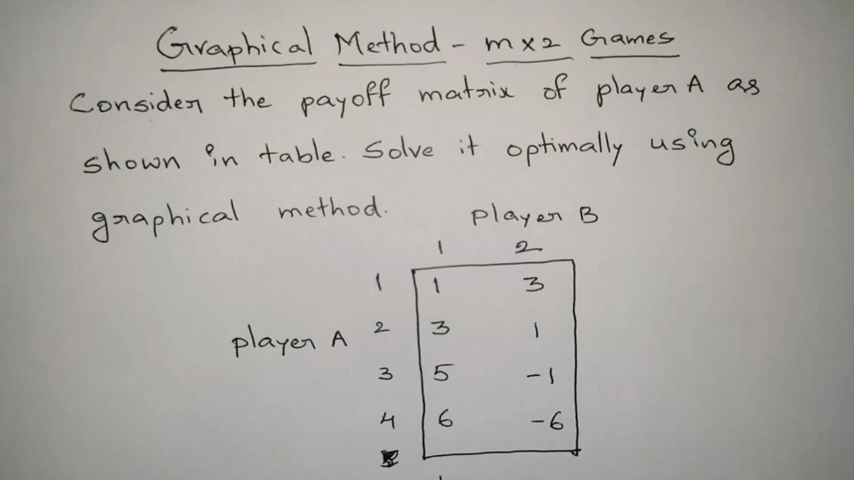 Graphical Method - m x 2 Games
Consider the payoff matrix of player A as
shown in table. Solve it optimally using
graphical method.
player B
1 2
1 1 3
player A 2 3 1
3 5 -1
4 6 -6